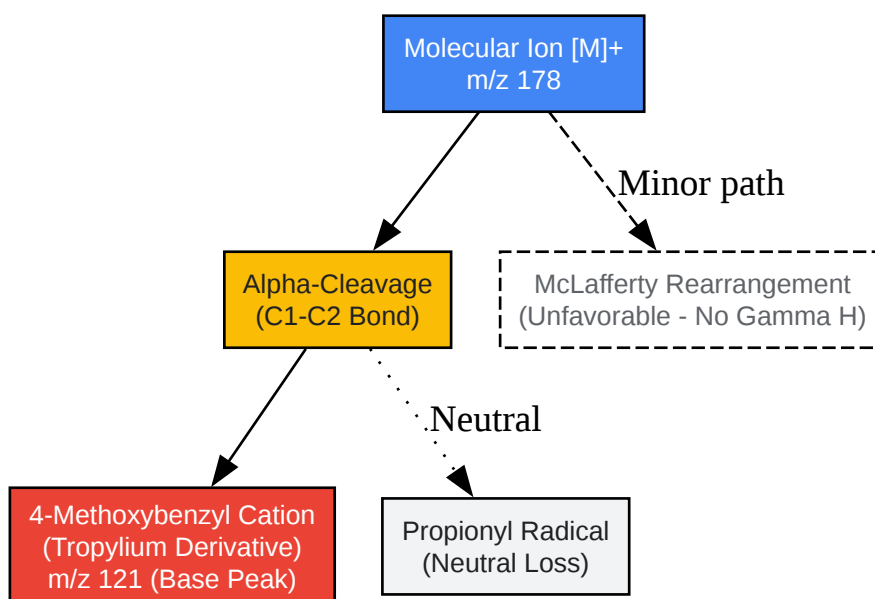 Molecular Ion [M]+
m/z 178
Minor path
Alpha-Cleavage
(C1-C2 Bond)
McLafferty Rearrangement
(Unfavorable - No Gamma H)
Neutral
4-Methoxybenzyl Cation
(Tropylium Derivative)
m/z 121 (Base Peak)
Propionyl Radical
(Neutral Loss)